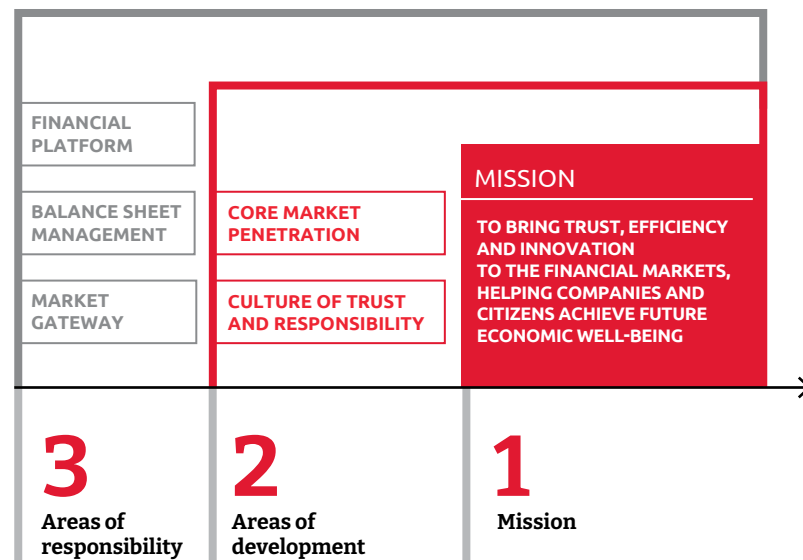 FINANCIAL
PLATFORM
BALANCE SHEET
MANAGEMENT
MARKET
GATEWAY
CORE MARKET
PENETRATION
CULTURE OF TRUST
AND RESPONSIBILITY
MISSION
TO BRING TRUST, EFFICIENCY
AND INNOVATION
TO THE FINANCIAL MARKETS,
HELPING COMPANIES AND
CITIZENS ACHIEVE FUTURE
ECONOMIC WELL-BEING
3
Areas of
responsibility
2
Areas of
development
1
Mission